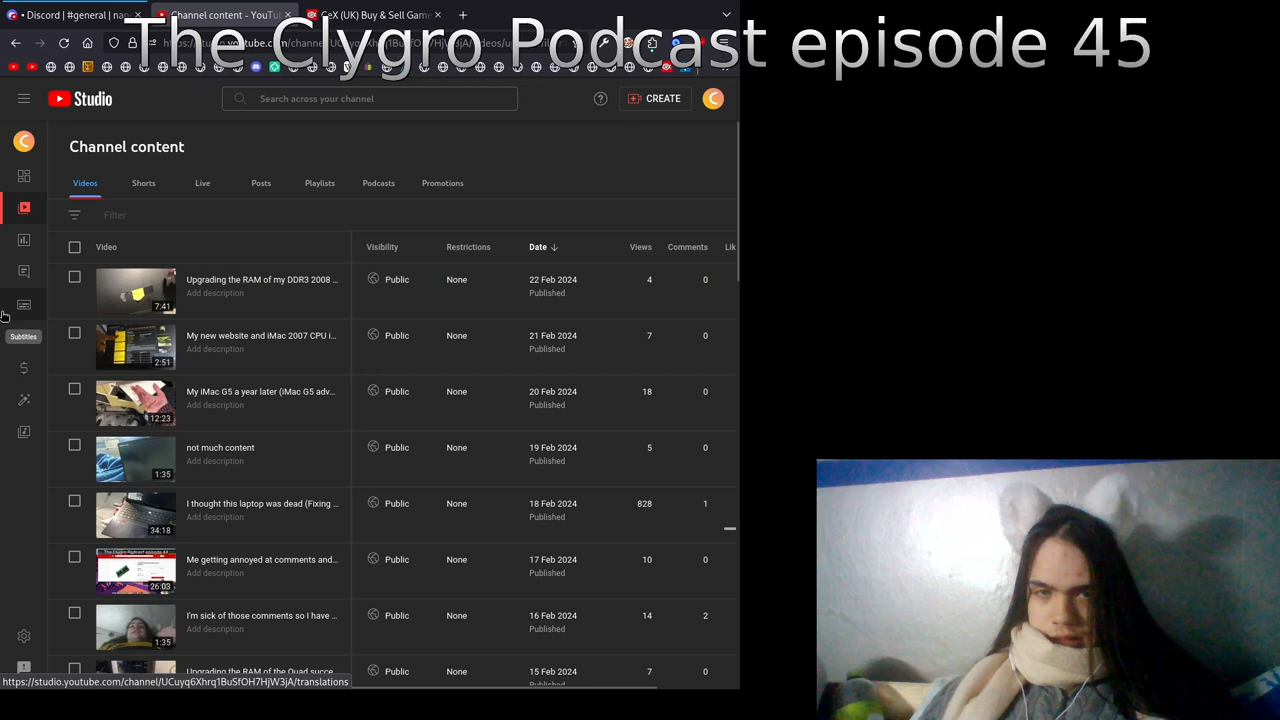 The Clygro Podcast episode 45
Discord | #general |
Channel content - YouTu
CeX (UK) Buy & Sell Game
Studio
Search across your channel
CREATE
Channel content
Videos
Shorts
Live
Posts
Playlists
Podcasts
Promotions
Filter
Video
Visibility
Restrictions
Date
Views
Comments
Lik
7:41
Upgrading the RAM of my DDR3 2008 ...
Add description
Public
None
22 Feb 2024
Published
4
0
2:51
My new website and iMac 2007 CPU i...
Add description
Public
None
21 Feb 2024
Published
7
0
Subtitles
12:23
My iMac G5 a year later (iMac G5 adv...
Add description
Public
None
20 Feb 2024
Published
18
0
1:35
not much content
Add description
Public
None
19 Feb 2024
Published
5
0
34:18
I thought this laptop was dead (Fixing ...
Add description
Public
None
18 Feb 2024
Published
828
1
26:03
Me getting annoyed at comments and...
Add description
Public
None
17 Feb 2024
Published
10
0
1:35
I'm sick of those comments so I have ...
Add description
Public
None
16 Feb 2024
Published
14
2
Upgrading the RAM of the Quad succe...
Public
None
15 Feb 2024
Published
7
0
https://studio.youtube.com/channel/UCuyq6Xhrq1BuSfOH7HjW3jA/translations